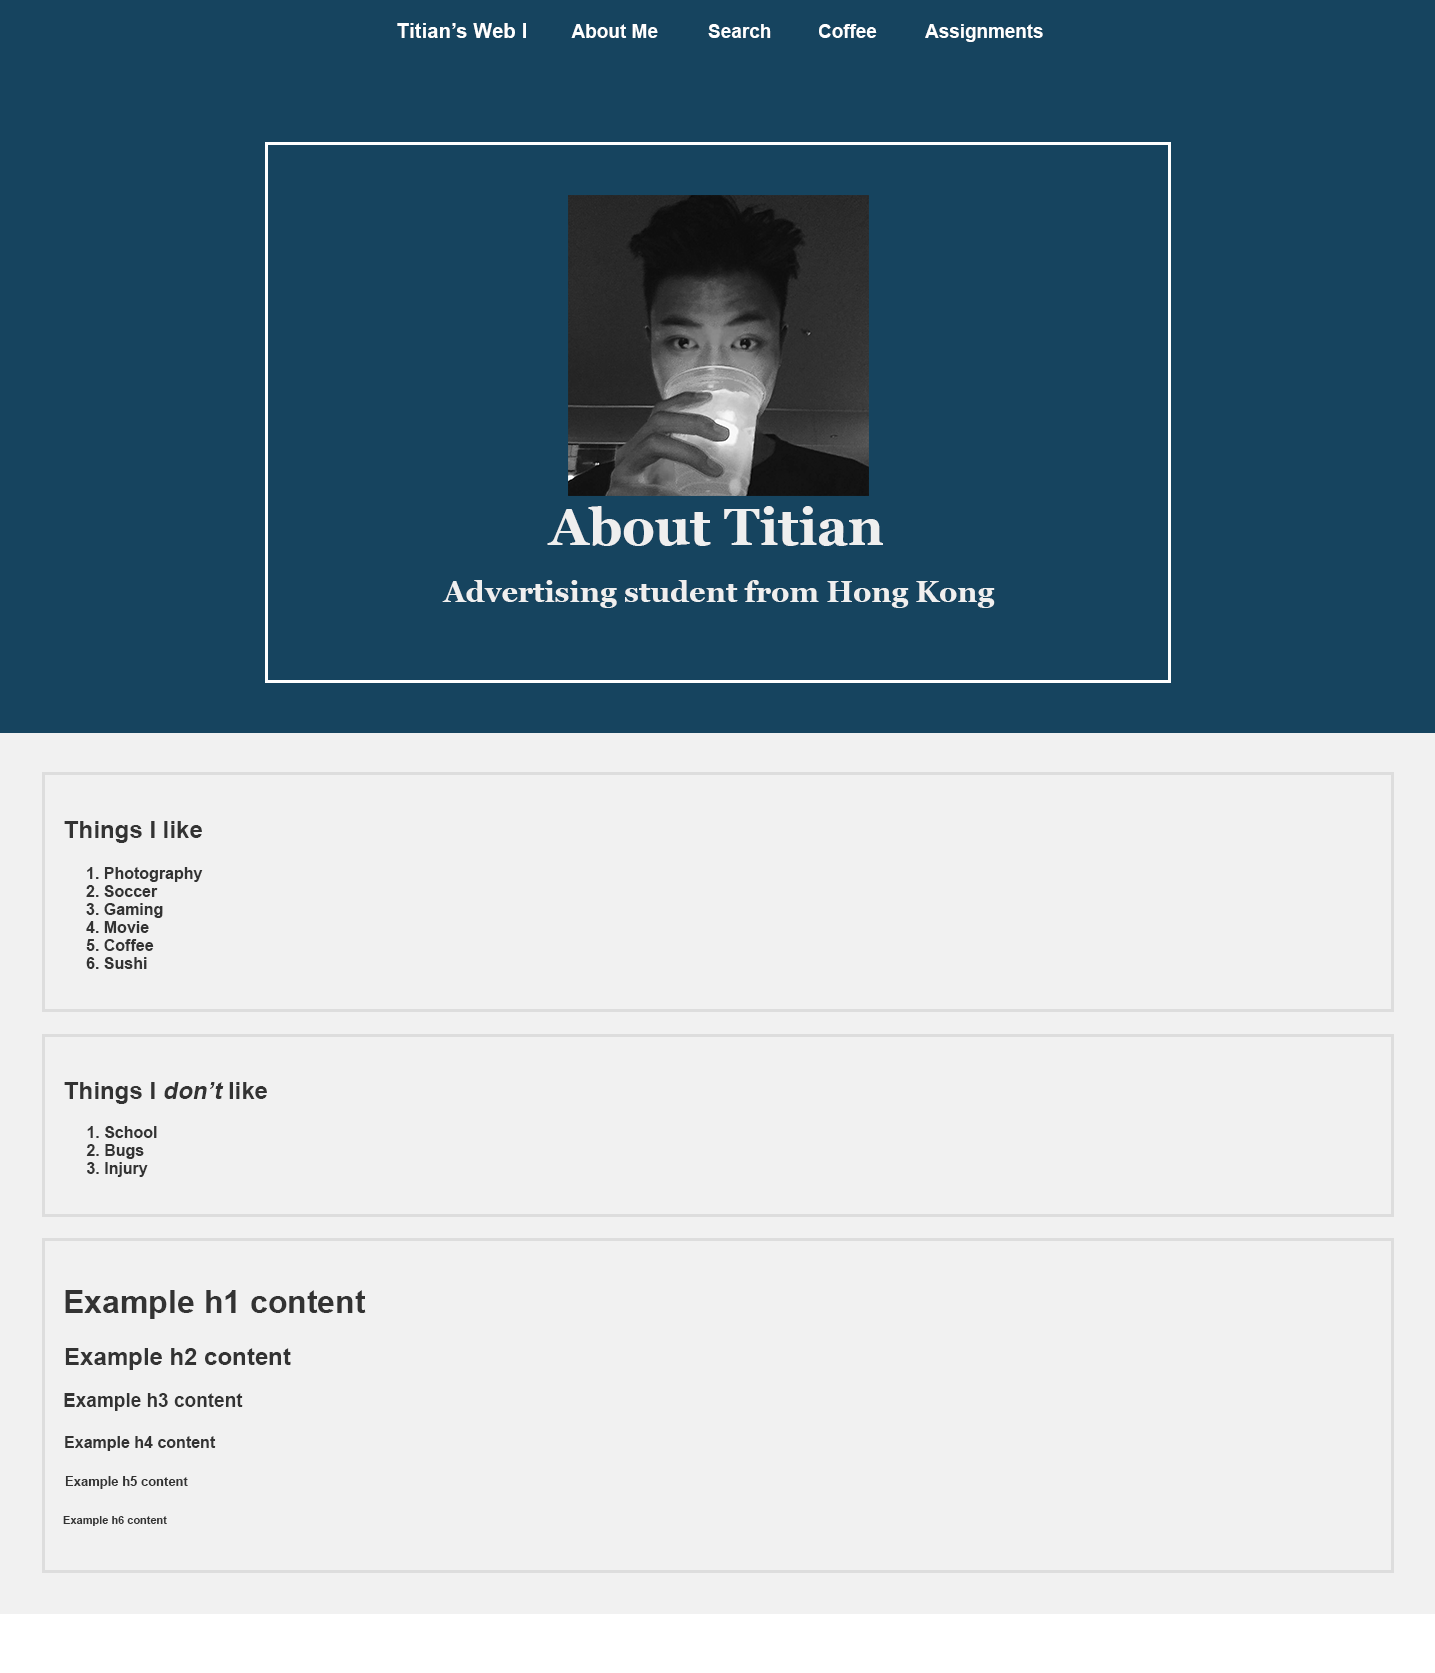 Titian’s Web I About Me Search Coffee Assignments
About Titian
Advertising student from Hong Kong
Things I like
1. Photography
2. Soccer
3. Gaming
4. Movie
5. Coffee
6. Sushi
Things I don’t like
1. School
2. Bugs
3. Injury
Example h1 content
Example h2 content
Example h3 content
Example h4 content
Example h5 content
Example h6 content